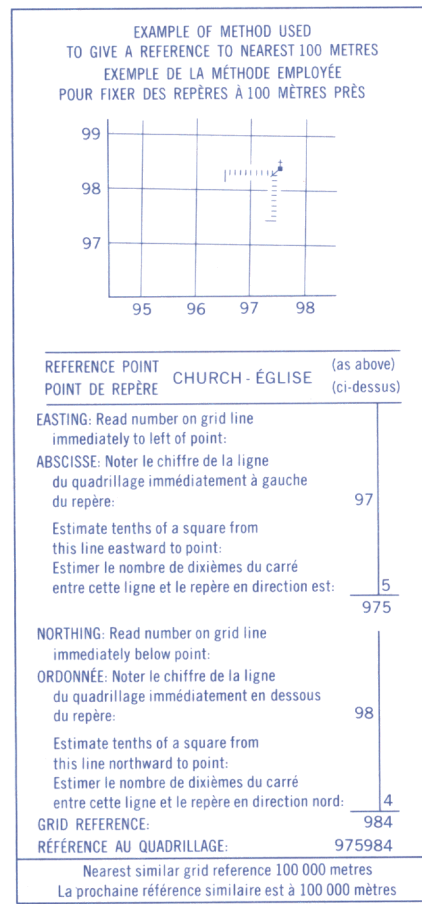 EXAMPLE OF METHOD USED
TO GIVE A REFERENCE TO NEAREST 100 METRES
EXEMPLE DE LA MÉTHODE EMPLOYÉE
POUR FIXER DES REPÈRES À 100 MÈTRES PRÈS
99
98
97
95 96 97 98
REFERENCE POINT
POINT DE REPÈRE
CHURCH - ÉGLISE
(as above)
(ci-dessus)
EASTING: Read number on grid line
immediately to left of point:
ABSCISSE: Noter le chiffre de la ligne
du quadrillage immédiatement à gauche
du repère: 97
Estimate tenths of a square from
this line eastward to point:
Estimer le nombre de dixièmes du carré
entre cette ligne et le repère en direction est: 5
975
NORTHING: Read number on grid line
immediately below point:
ORDONNÉE: Noter le chiffre de la ligne
du quadrillage immédiatement en dessous
du repère: 98
Estimate tenths of a square from
this line northward to point:
Estimer le nombre de dixièmes du carré
entre cette ligne et le repère en direction nord: 4
GRID REFERENCE: 984
RÉFÉRENCE AU QUADRILLAGE: 975984
Nearest similar grid reference 100 000 metres
La prochaine référence similaire est à 100 000 mètres